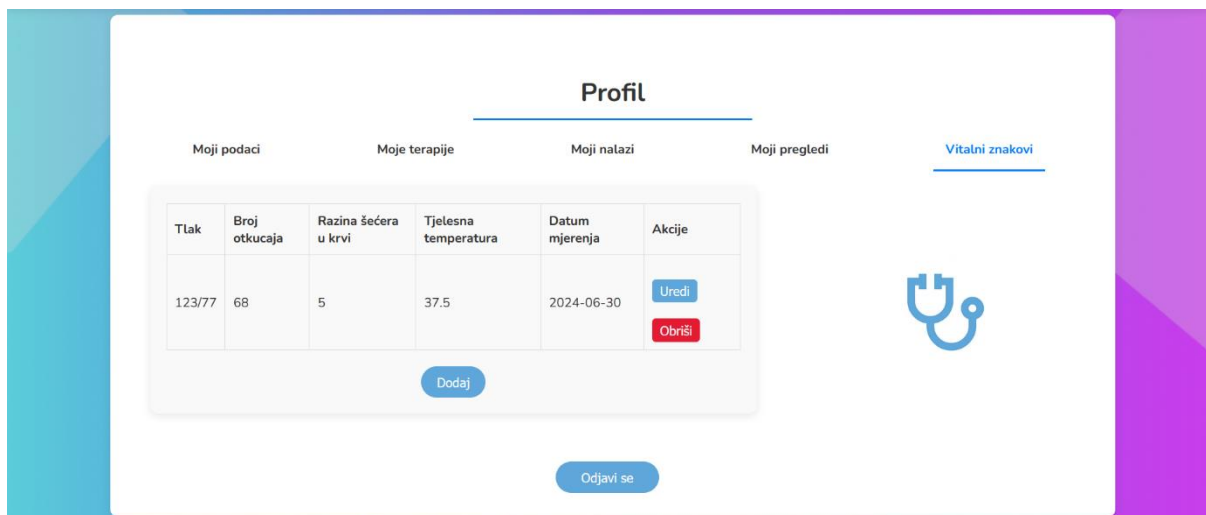 Profil
Moji podaci Moje terapije Moji nalazi Moji pregledi Vitalni znakovi
Tlak Broj otkucaja Razina šećera u krvi Tjelesna temperatura Datum mjerenja Akcije
123/77 68 5 37.5 2024-06-30 Uredi
Obriši
Dodaj
Odjavi se